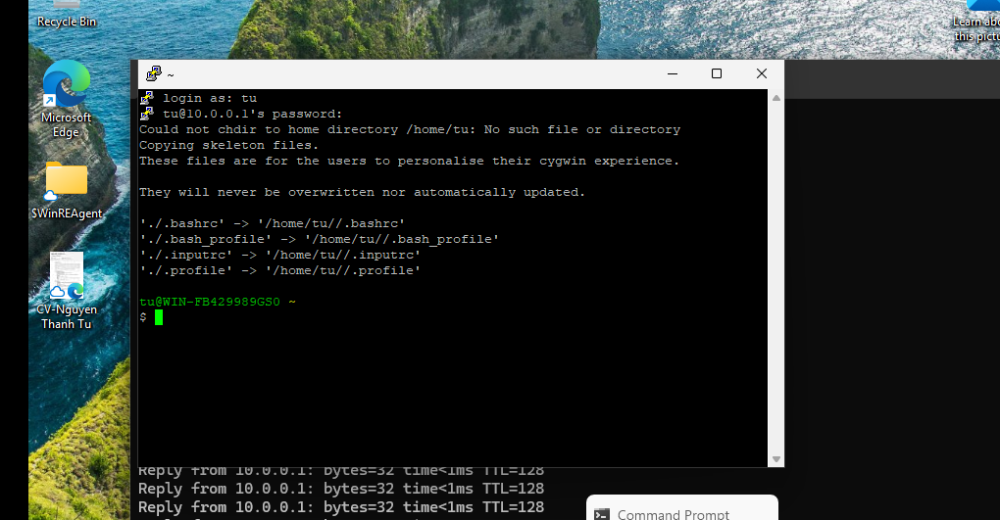 Recycle Bin
Learn abo
this pictu
Microsoft
Edge
$WinREAgent
CV-Nguyen
Thanh Tu
~
login as: tu
tu@10.0.0.1's password:
Could not chdir to home directory /home/tu: No such file or directory
Copying skeleton files.
These files are for the users to personalise their cygwin experience.
They will never be overwritten nor automatically updated.
'./.bashrc' -> '/home/tu//.bashrc'
'./.bash_profile' -> '/home/tu//.bash_profile'
'./.inputrc' -> '/home/tu//.inputrc'
'./.profile' -> '/home/tu//.profile'
tu@WIN-FB429989GS0 ~
$
Reply from 10.0.0.1: bytes=32 time<1ms TTL=128
Reply from 10.0.0.1: bytes=32 time<1ms TTL=128
Reply from 10.0.0.1: bytes=32 time<1ms TTL=128
Command Prompt